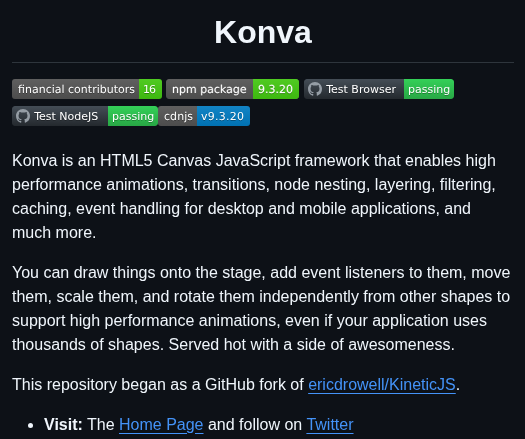 Konva
financial contributors 16 npm package 9.3.20 Test Browser passing
Test NodeJS passing cdnjs v9.3.20
Konva is an HTML5 Canvas JavaScript framework that enables high
performance animations, transitions, node nesting, layering, filtering,
caching, event handling for desktop and mobile applications, and
much more.
You can draw things onto the stage, add event listeners to them, move
them, scale them, and rotate them independently from other shapes to
support high performance animations, even if your application uses
thousands of shapes. Served hot with a side of awesomeness.
This repository began as a GitHub fork of ericdrowell/KineticJS.
• Visit: The Home Page and follow on Twitter